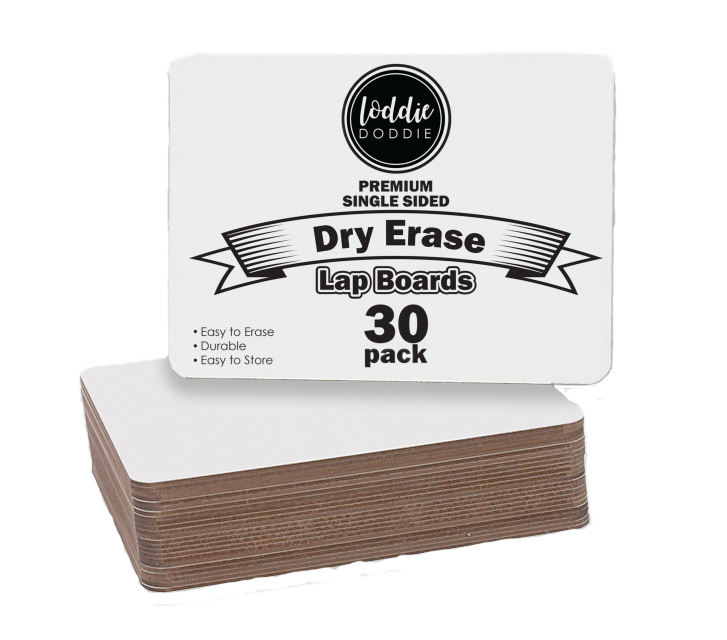 loddie
DODDIE
PREMIUM
SINGLE SIDED
Dry Erase
Lap Boards
30
pack
• Easy to Erase
• Durable
• Easy to Store